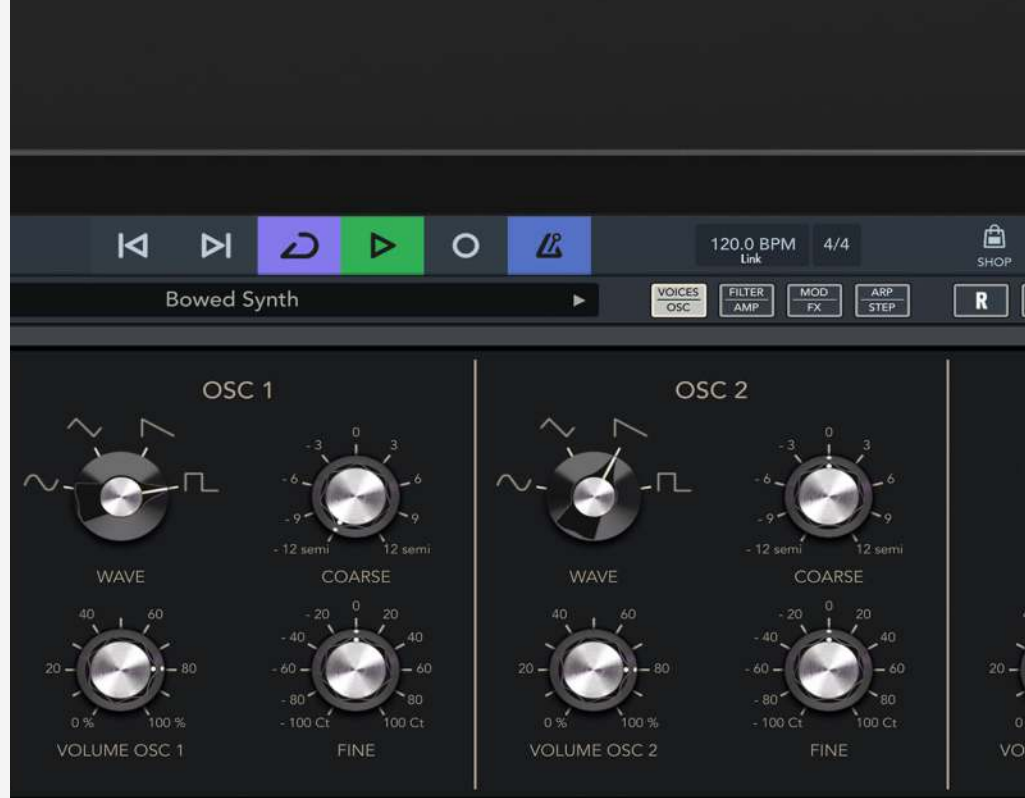 120.0 BPM 4/4
Link
SHOP
Bowed Synth
VOICES
OSC
FILTER
AMP
MOD
FX
ARP
STEP
R
OSC 1
- 12 semi - 9 - 6 - 3 0 3 6 9 12 semi
WAVE
COARSE
0 % 20 40 60 80 100 %
- 100 Ct - 80 - 60 - 40 - 20 0 20 40 60 80 100 Ct
VOLUME OSC 1
FINE
OSC 2
- 12 semi - 9 - 6 - 3 0 3 6 9 12 semi
WAVE
COARSE
0 % 20 40 60 80 100 %
- 100 Ct - 80 - 60 - 40 - 20 0 20 40 60 80 100 Ct
VOLUME OSC 2
FINE
20
0
VO